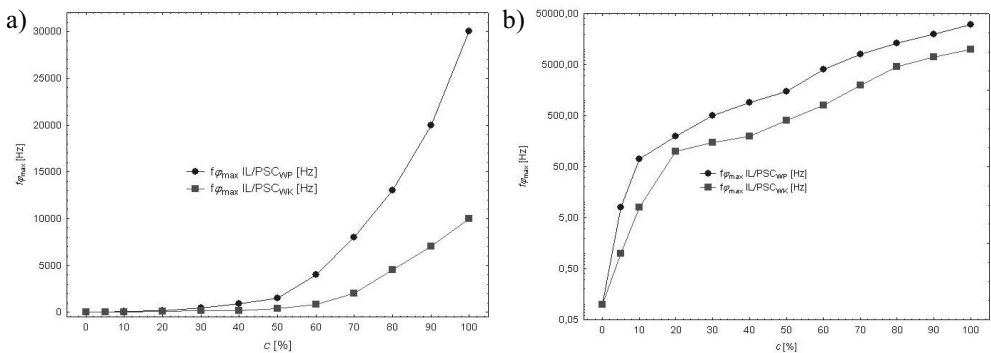 a)
30000
25000
20000
15000
10000
5000
0
fφmax [Hz]
fφmax IL/PSCWP [Hz]
fφmax IL/PSCWK [Hz]
0 10 20 30 40 50 60 70 80 90 100
c [%]
b)
50000,00
5000,00
500,00
50,00
5,00
0,50
0,05
fφmax [Hz]
fφmax IL/PSCWP [Hz]
fφmax IL/PSCWK [Hz]
0 10 20 30 40 50 60 70 80 90 100
c [%]